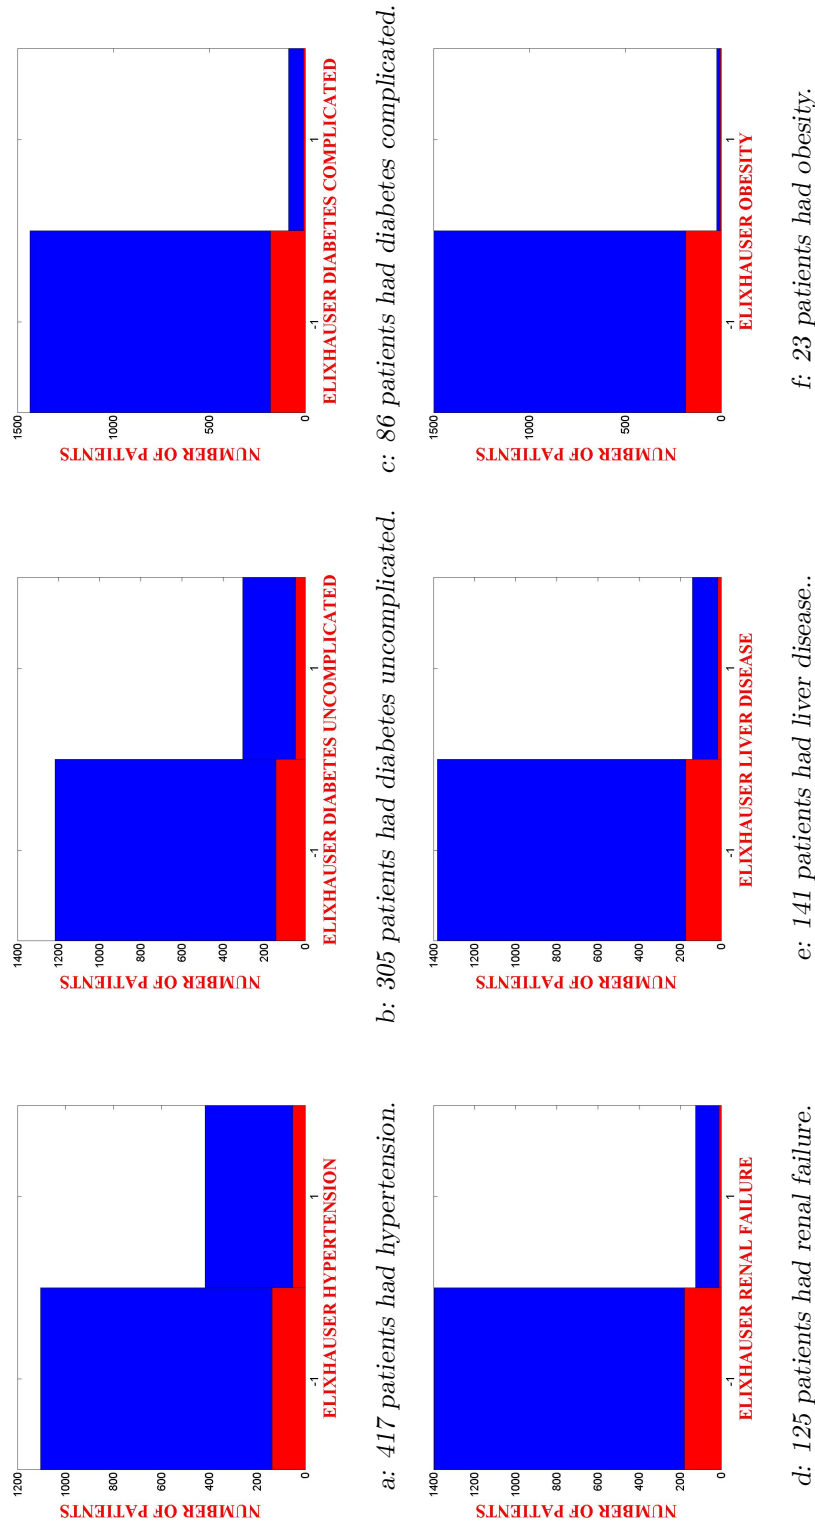 1200
1000
800
600
400
200
0
NUMBER OF PATIENTS
-1
1
ELIXHAUSER HYPERTENSION
a: 417 patients had hypertension.
1400
1200
1000
800
600
400
200
0
NUMBER OF PATIENTS
-1
1
ELIXHAUSER DIABETES UNCOMPLICATED
b: 305 patients had diabetes uncomplicated.
1500
1000
500
0
NUMBER OF PATIENTS
-1
1
ELIXHAUSER DIABETES COMPLICATED
c: 86 patients had diabetes complicated.
1400
1200
1000
800
600
400
200
0
NUMBER OF PATIENTS
-1
1
ELIXHAUSER RENAL FAILURE
d: 125 patients had renal failure.
1400
1200
1000
800
600
400
200
0
NUMBER OF PATIENTS
-1
1
ELIXHAUSER LIVER DISEASE
e: 141 patients had liver disease..
1500
1000
500
0
NUMBER OF PATIENTS
-1
1
ELIXHAUSER OBESITY
f: 23 patients had obesity.